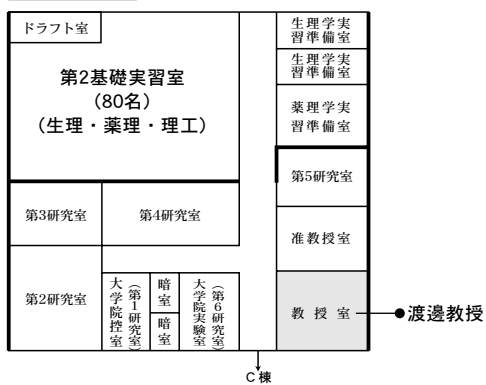 ドラフト室
第2基礎実習室
（80名）
（生理・薬理・理工）
生理学実
習準備室
生理学実
習準備室
薬理学実
習準備室
第3研究室
第4研究室
第5研究室
准教授室
第2研究室
（第1研究室）
大学院控室
暗室
暗室
（第6研究室）
大学院実験室
教授室
渡邊教授
C棟